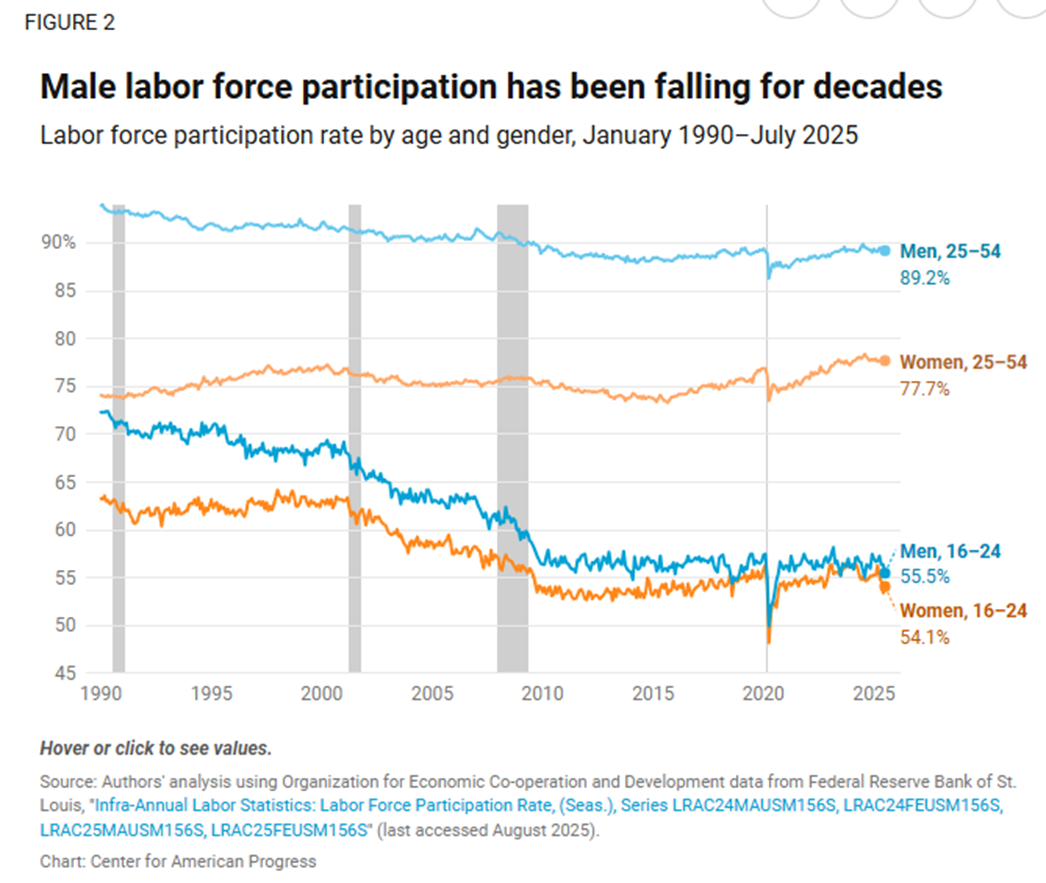 FIGURE 2
Male labor force participation has been falling for decades
Labor force participation rate by age and gender, January 1990–July 2025
90%
85
80
75
70
65
60
55
50
45
Men, 25–54
89.2%
Women, 25–54
77.7%
Men, 16–24
55.5%
Women, 16–24
54.1%
1990 1995 2000 2005 2010 2015 2020 2025
Hover or click to see values.
Source: Authors' analysis using Organization for Economic Co-operation and Development data from Federal Reserve Bank of St.
Louis, "Infra-Annual Labor Statistics: Labor Force Participation Rate, (Seas.), Series LRAC24MAUSM156S, LRAC24FEUSM156S,
LRAC25MAUSM156S, LRAC25FEUSM156S" (last accessed August 2025).
Chart: Center for American Progress